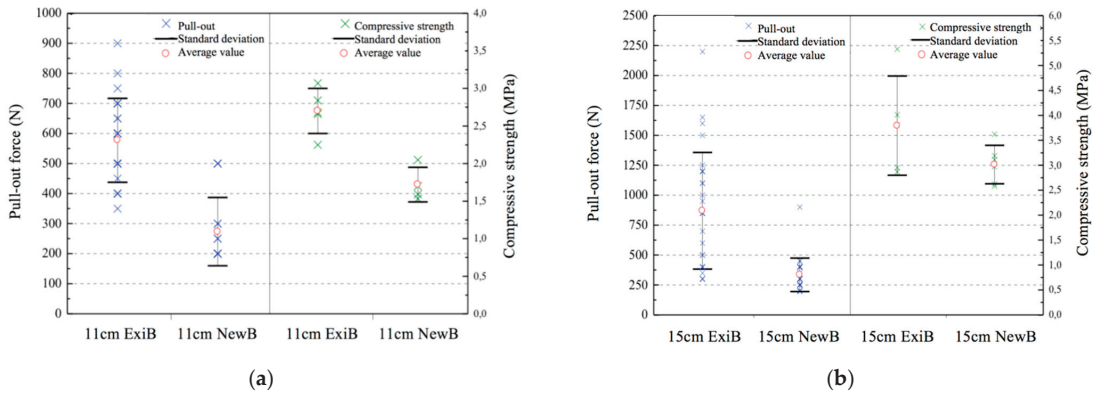 Pull-out
Standard deviation
Average value
Compressive strength
Standard deviation
Average value
Pull-out force (N)
1000
900
800
700
600
500
400
300
200
100
0
4,0
3,5
3,0
2,5
2,0
1,5
1,0
0,5
0,0
Compressive strength (MPa)
11cm ExiB 11cm NewB 11cm ExiB 11cm NewB
(a)
Pull-out
Standard deviation
Average value
Compressive strength
Standard deviation
Average value
Pull-out force (N)
2500
2250
2000
1750
1500
1250
1000
750
500
250
0
6,0
5,5
5,0
4,5
4,0
3,5
3,0
2,5
2,0
1,5
1,0
0,5
0,0
Compressive strength (MPa)
15cm ExiB 15cm NewB 15cm ExiB 15cm NewB
(b)